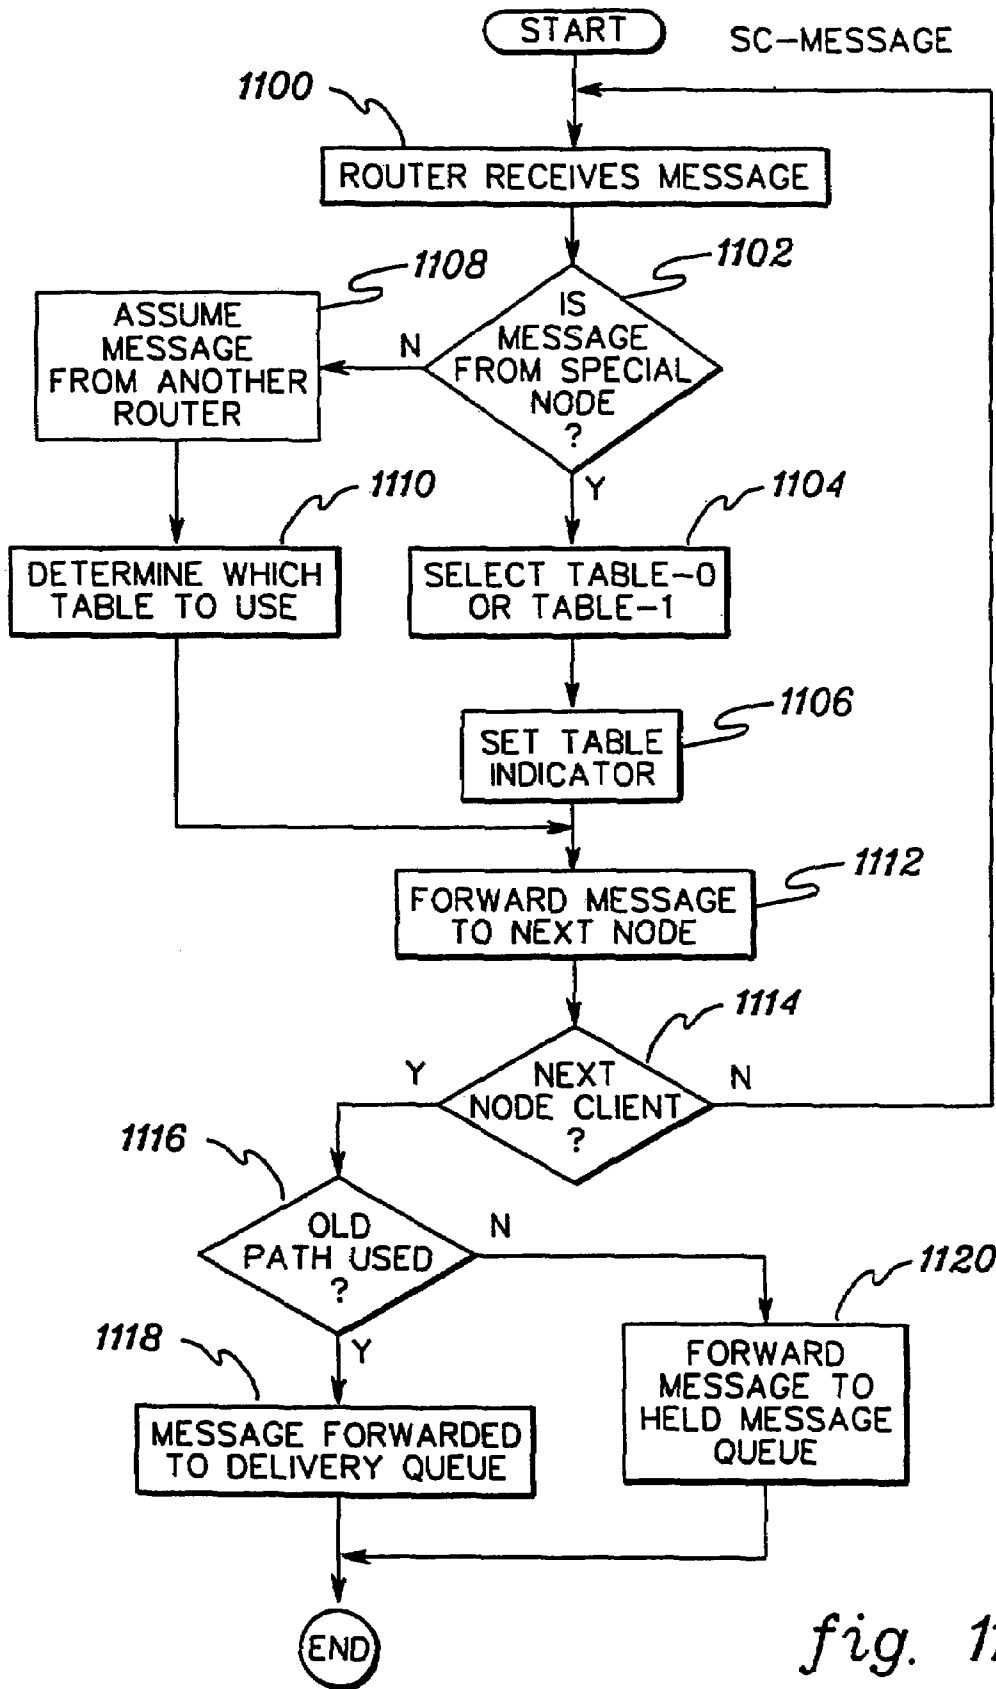 START
SC-MESSAGE
1100
ROUTER RECEIVES MESSAGE
1102
IS
MESSAGE
FROM SPECIAL
NODE
?
N
Y
1108
ASSUME
MESSAGE
FROM ANOTHER
ROUTER
1110
DETERMINE WHICH
TABLE TO USE
1104
SELECT TABLE-0
OR TABLE-1
1106
SET TABLE
INDICATOR
1112
FORWARD MESSAGE
TO NEXT NODE
1114
NEXT
NODE CLIENT
?
Y
N
1116
OLD
PATH USED
?
N
Y
1118
MESSAGE FORWARDED
TO DELIVERY QUEUE
1120
FORWARD
MESSAGE TO
HELD MESSAGE
QUEUE
END
fig.